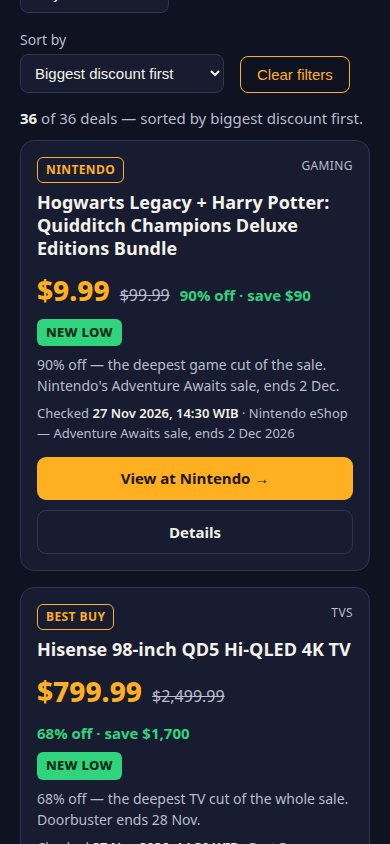 Sort by
Biggest discount first
Clear filters
36 of 36 deals — sorted by biggest discount first.
NINTENDO
GAMING
Hogwarts Legacy + Harry Potter:
Quidditch Champions Deluxe
Editions Bundle
$9.99 $99.99 90% off · save $90
NEW LOW
90% off — the deepest game cut of the sale.
Nintendo's Adventure Awaits sale, ends 2 Dec.
Checked 27 Nov 2026, 14:30 WIB · Nintendo eShop
— Adventure Awaits sale, ends 2 Dec 2026
View at Nintendo →
Details
BEST BUY
TVS
Hisense 98-inch QD5 Hi-QLED 4K TV
$799.99 $2,499.99
68% off · save $1,700
NEW LOW
68% off — the deepest TV cut of the whole sale.
Doorbuster ends 28 Nov.